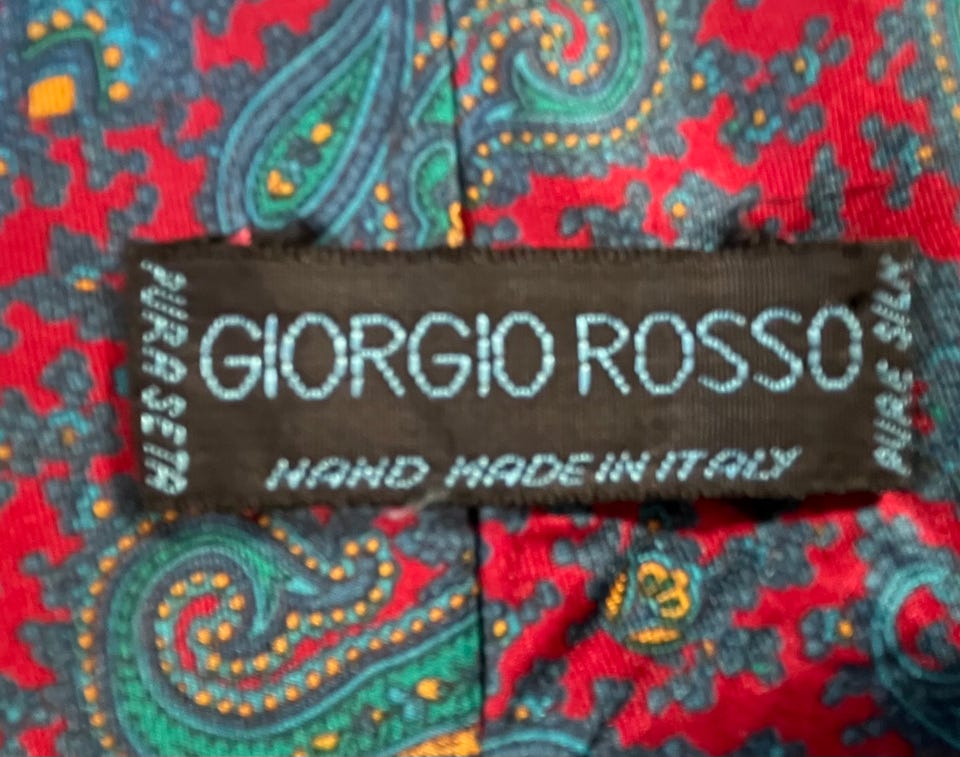 PURA SETA
GIORGIO ROSSO
HAND MADE IN ITALY
PURE SILK